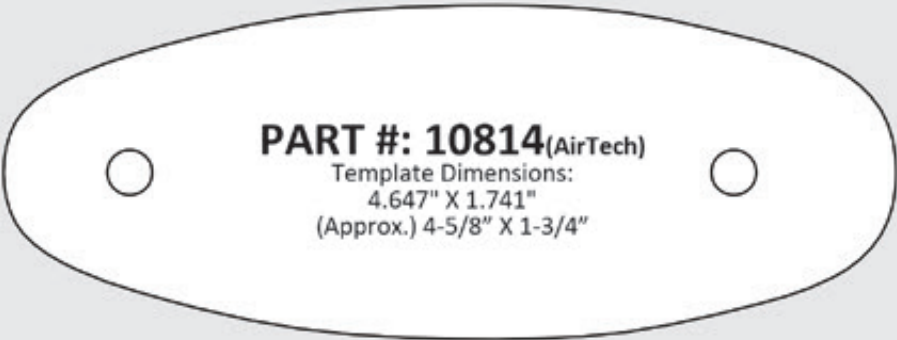 PART #: 10814(AirTech)
Template Dimensions:
4.647" X 1.741"
(Approx.) 4-5/8” X 1-3/4”